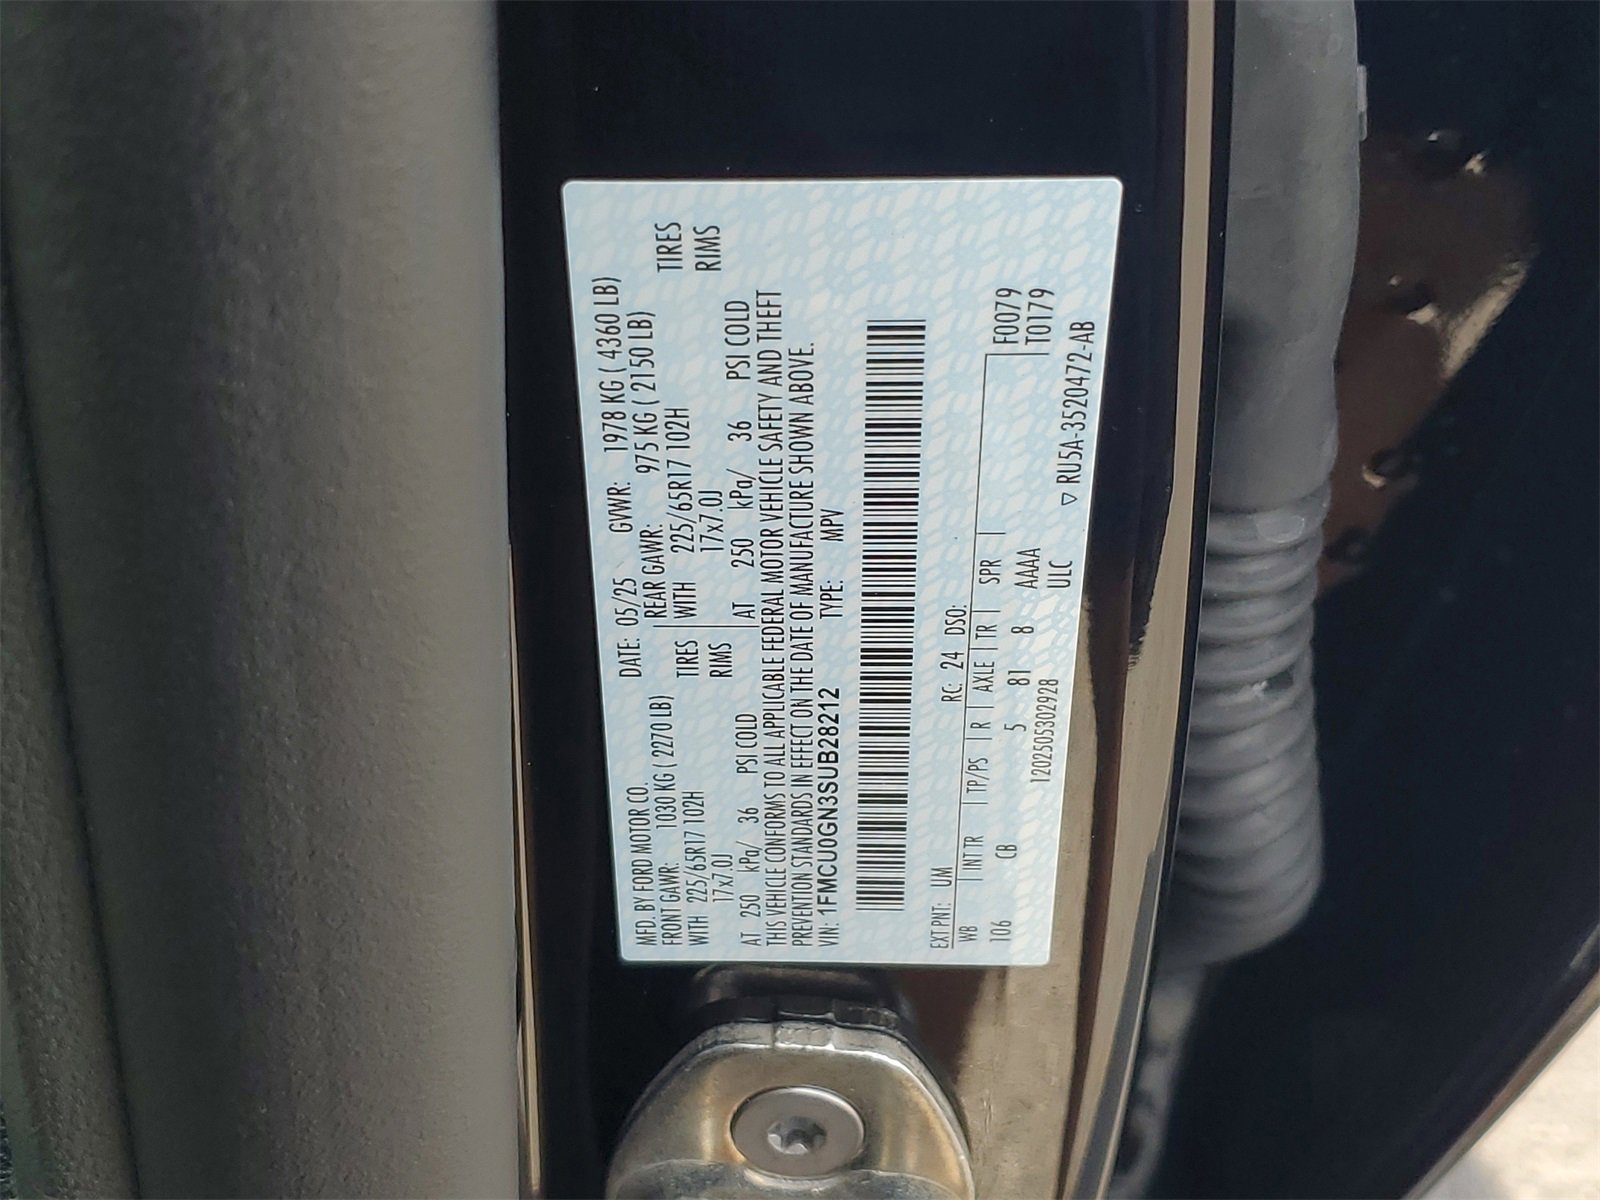 MFD. BY FORD MOTOR CO. DATE: 05/25 GVWR: 1978 KG ( 4360 LB)
FRONT GAWR: 1030 KG ( 2270 LB) REAR GAWR: 975 KG ( 2150 LB)
WITH 225/65R17 102H TIRES WITH 225/65R17 102H TIRES
17x7.0J RIMS 17x7.0J RIMS
AT 250 kPa/ 36 PSI COLD AT 250 kPa/ 36 PSI COLD
THIS VEHICLE CONFORMS TO ALL APPLICABLE FEDERAL MOTOR VEHICLE SAFETY AND THEFT
PREVENTION STANDARDS IN EFFECT ON THE DATE OF MANUFACTURE SHOWN ABOVE.
VIN: 1FMCU0GN3SUB28212 TYPE: MPV
EXT PNT: UM RC: 24 DSO:
WB INT TR TP/PS R AXLE TR SPR F0079
106 CB 5 81 8 AAAA T0179
1202505302928 ULC
▽ RU5A-3520472-AB